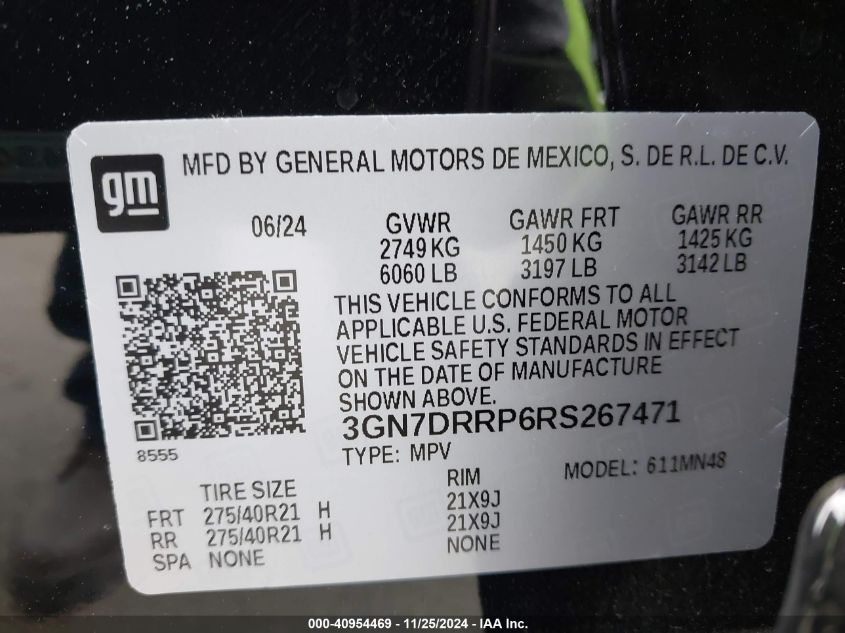 gm
MFD BY GENERAL MOTORS DE MEXICO, S. DE R.L. DE C.V.
06/24 GVWR GAWR FRT GAWR RR
2749 KG 1450 KG 1425 KG
6060 LB 3197 LB 3142 LB
THIS VEHICLE CONFORMS TO ALL
APPLICABLE U.S. FEDERAL MOTOR
VEHICLE SAFETY STANDARDS IN EFFECT
ON THE DATE OF MANUFACTURE
SHOWN ABOVE.
3GN7DRRP6RS267471
8555
TYPE: MPV MODEL: 611MN48
TIRE SIZE RIM
FRT 275/40R21 H 21X9J
RR 275/40R21 H 21X9J
SPA NONE NONE
000-40954469 - 11/25/2024 - IAA Inc.